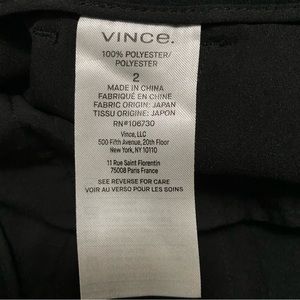 VINCE.
100% POLYESTER/
POLYESTER
2
MADE IN CHINA
FABRIQUÉ EN CHINE
FABRIC ORIGIN: JAPAN
TISSU ORIGINE: JAPON
RN#106730
Vince, LLC
500 Fifth Avenue, 20th Floor
New York, NY 10110
11 Rue Saint Florentin
75008 Paris France
SEE REVERSE FOR CARE
VOIR AU VERSO POUR LES SOINS